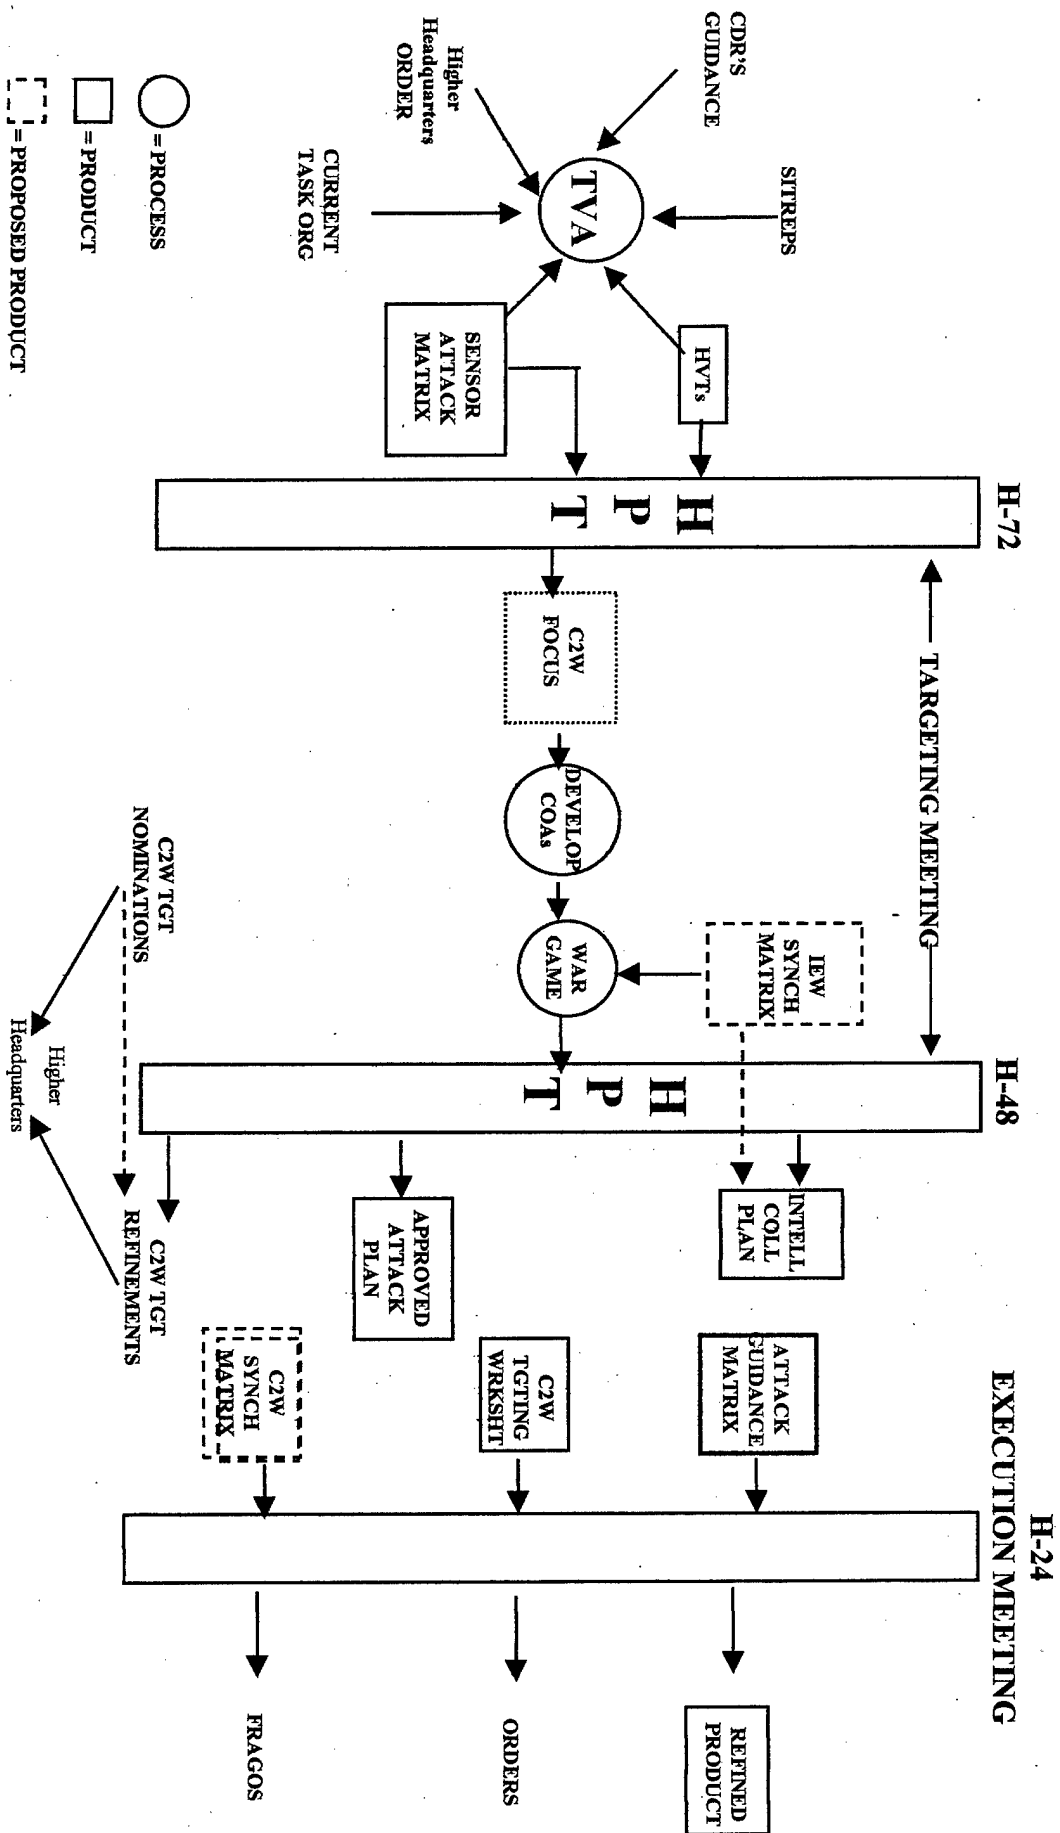 H-24
EXECUTION MEETING
H-72
TARGETING MEETING
H-48
CDR'S
GUIDANCE
SITREPS
Higher
Headquarters
ORDER
TVA
CURRENT
TASK ORG
HVTs
SENSOR
ATTACK
MATRIX
H
P
T
C2W
FOCUS
DEVELOP
COAs
WAR
GAME
IEW
SYNCH
MATRIX
H
P
T
INTELL
COLL
PLAN
APPROVED
ATTACK
PLAN
C2W TGT
NOMINATIONS
C2W TGT
REFINEMENTS
Higher
Headquarters
ATTACK
GUIDANCE
MATRIX
C2W
TGTING
WRKSHT
C2W
SYNCH
MATRIX
REFINED
PRODUCT
ORDERS
FRAGOS
= PROCESS
= PRODUCT
= PROPOSED PRODUCT